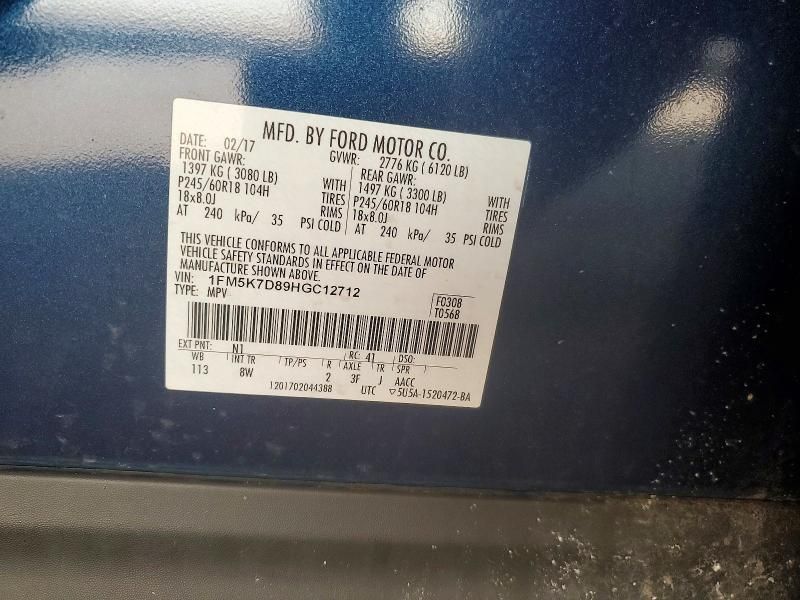 MFD. BY FORD MOTOR CO.
DATE: 02/17 GVWR: 2776 KG ( 6120 LB)
FRONT GAWR: REAR GAWR:
1397 KG ( 3080 LB) WITH 1497 KG ( 3300 LB) WITH
P245/60R18 104H TIRES P245/60R18 104H TIRES
18x8.0J RIMS 18x8.0J RIMS
AT 240 kPa/ 35 PSI COLD AT 240 kPa/ 35 PSI COLD
THIS VEHICLE CONFORMS TO ALL APPLICABLE FEDERAL MOTOR
VEHICLE SAFETY STANDARDS IN EFFECT ON THE DATE OF
MANUFACTURE SHOWN ABOVE.
VIN: 1FM5K7D89HGC12712 F0308
TYPE: MPV T0568
EXT PNT: N1 RC: 41 DSO:
WB INT TR TP/PS R AXLE TR SPR
113 8W 2 3F J AACC
1201702044388 UTC ▽5U5A-1520472-BA